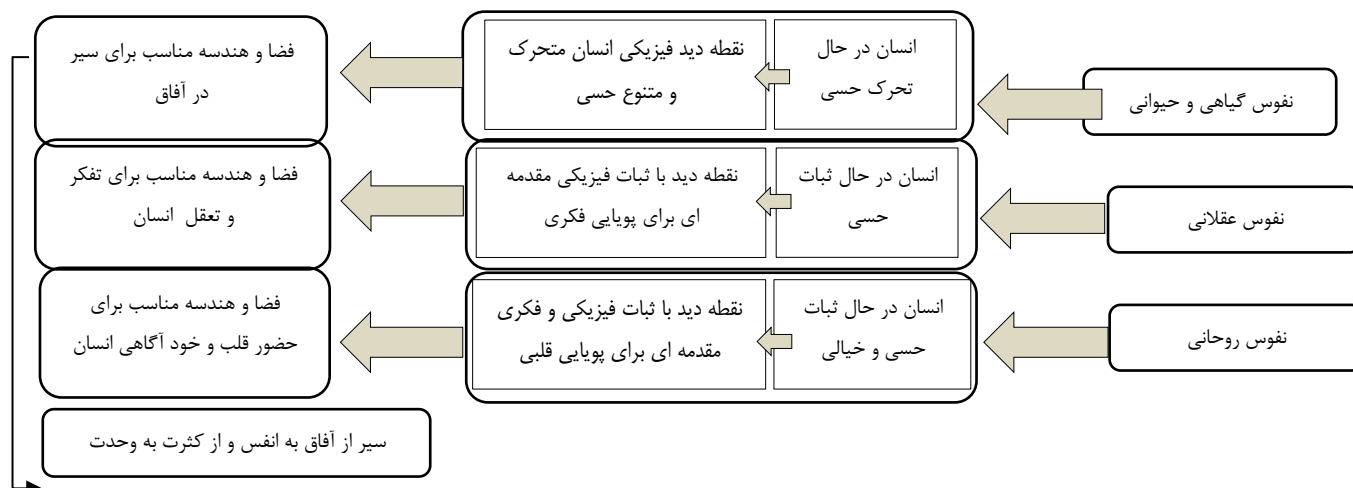 نفوس گیاهی و حیوانی
انسان در حال
تحرک حسی
نقطه دید فیزیکی انسان متحرک
و متنوع حسی
فضا و هندسه مناسب برای سیر
در آفاق
نفوس عقلانی
انسان در حال ثبات
حسی
نقطه دید با ثبات فیزیکی مقدمه
ای برای پویایی فکری
فضا و هندسه مناسب برای تفکر
و تعقل انسان
نفوس روحانی
انسان در حال ثبات
حسی و خیالی
نقطه دید با ثبات فیزیکی و فکری
مقدمه ای برای پویایی قلبی
فضا و هندسه مناسب برای
حضور قلب و خود آگاهی انسان
سیر از آفاق به انفس و از کثرت به وحدت